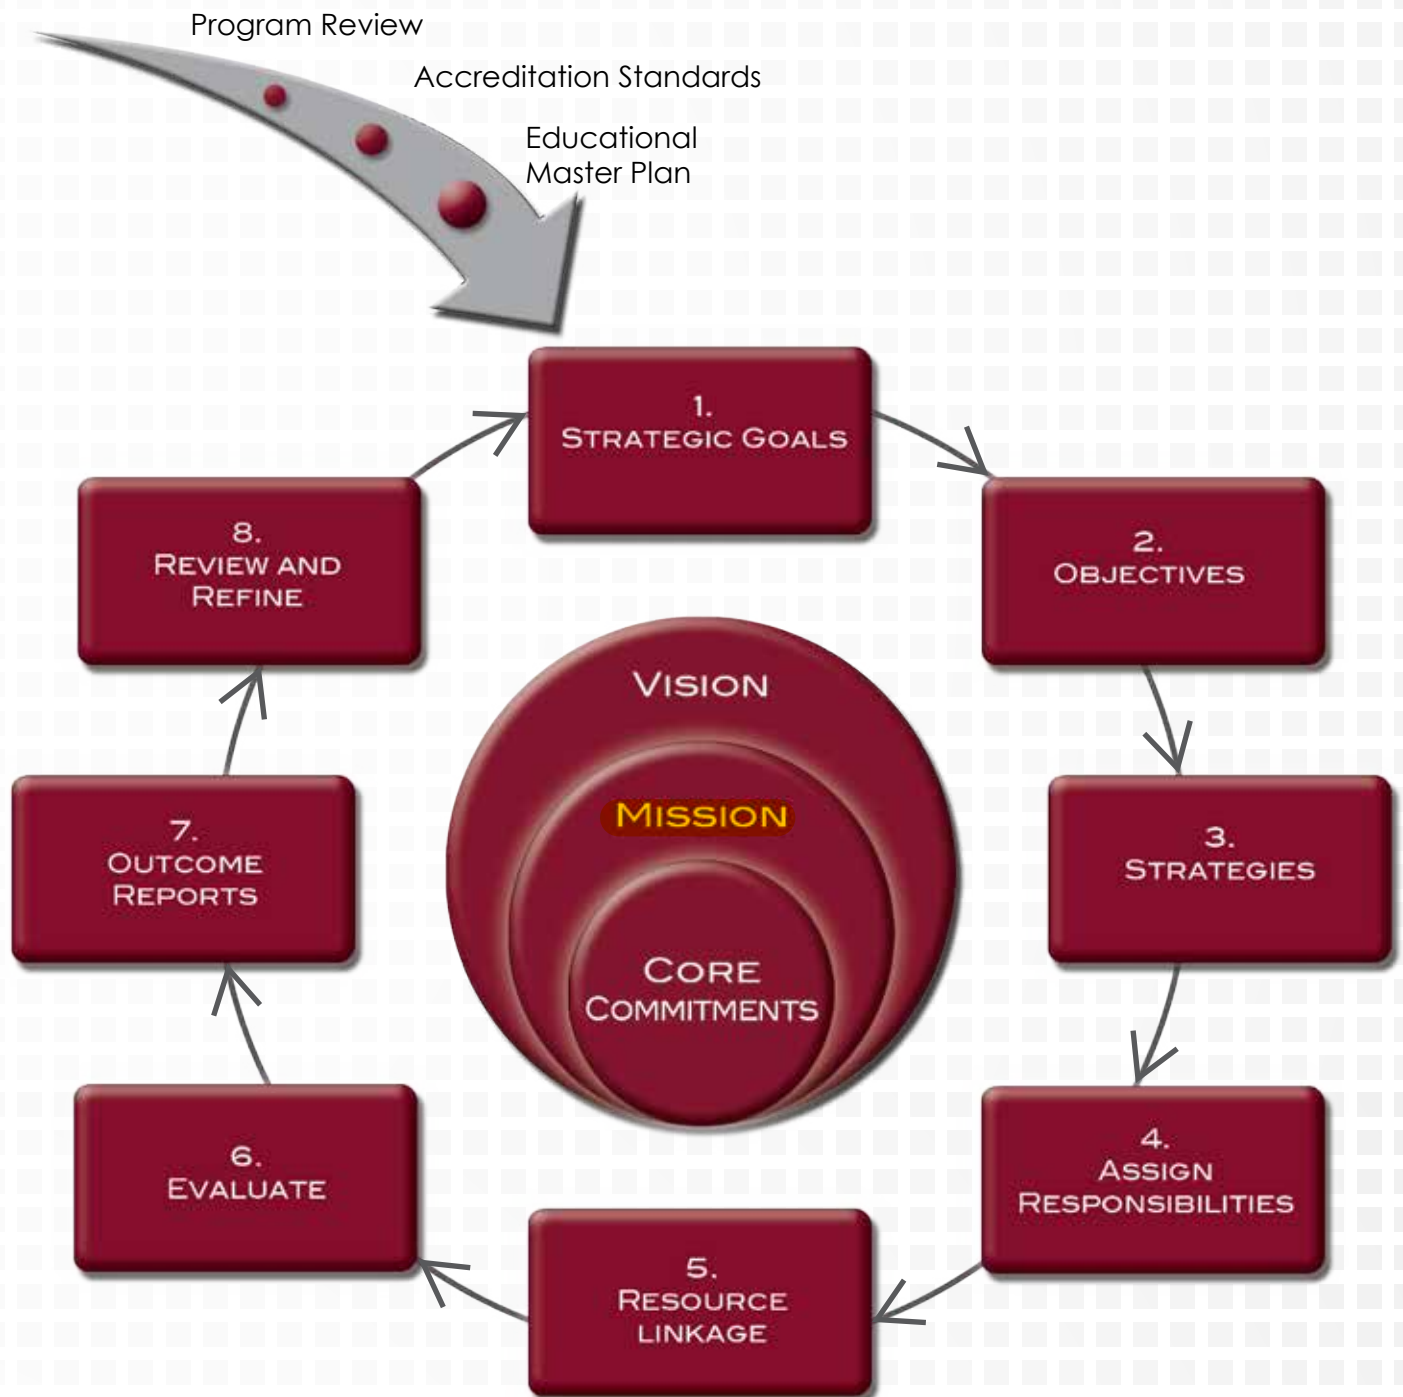 Program Review
Accreditation Standards
Educational
Master Plan
1.
STRATEGIC GOALS
2.
OBJECTIVES
3.
STRATEGIES
4.
ASSIGN
RESPONSIBILITIES
5.
RESOURCE
LINKAGE
6.
EVALUATE
7.
OUTCOME
REPORTS
8.
REVIEW AND
REFINE
VISION
MISSION
CORE
COMMITMENTS